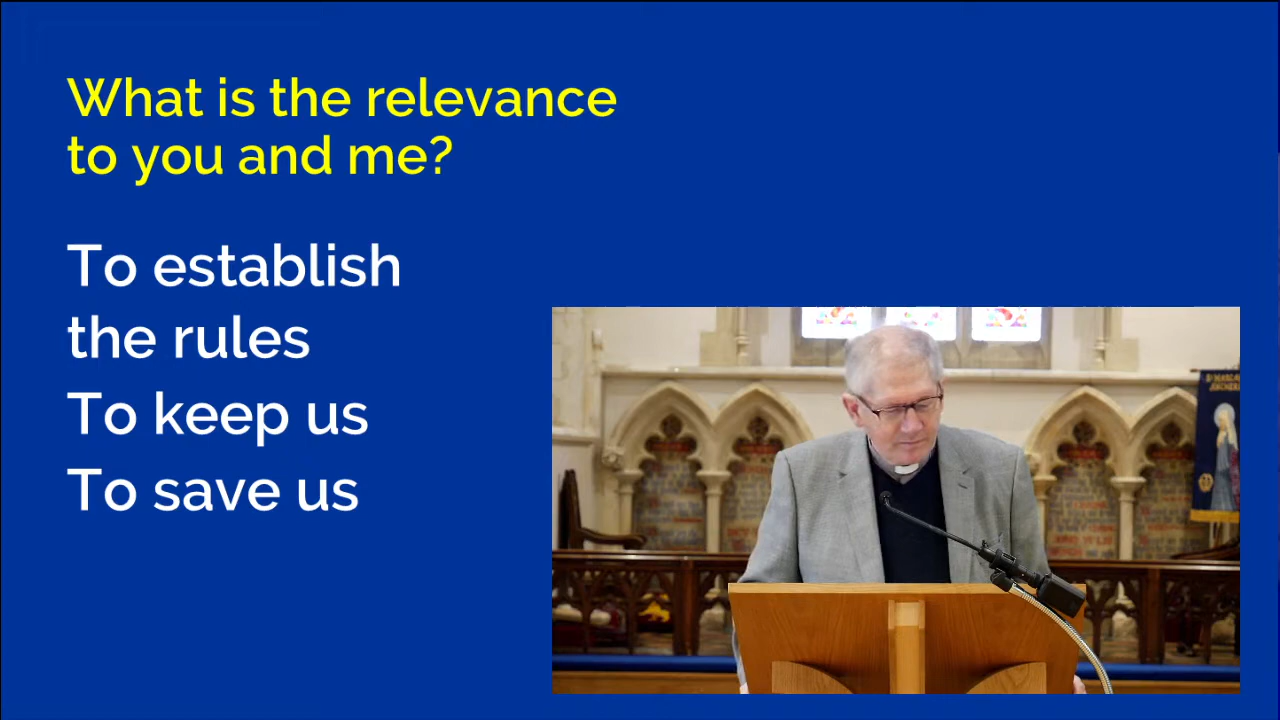 What is the relevance
to you and me?
To establish
the rules
To keep us
To save us